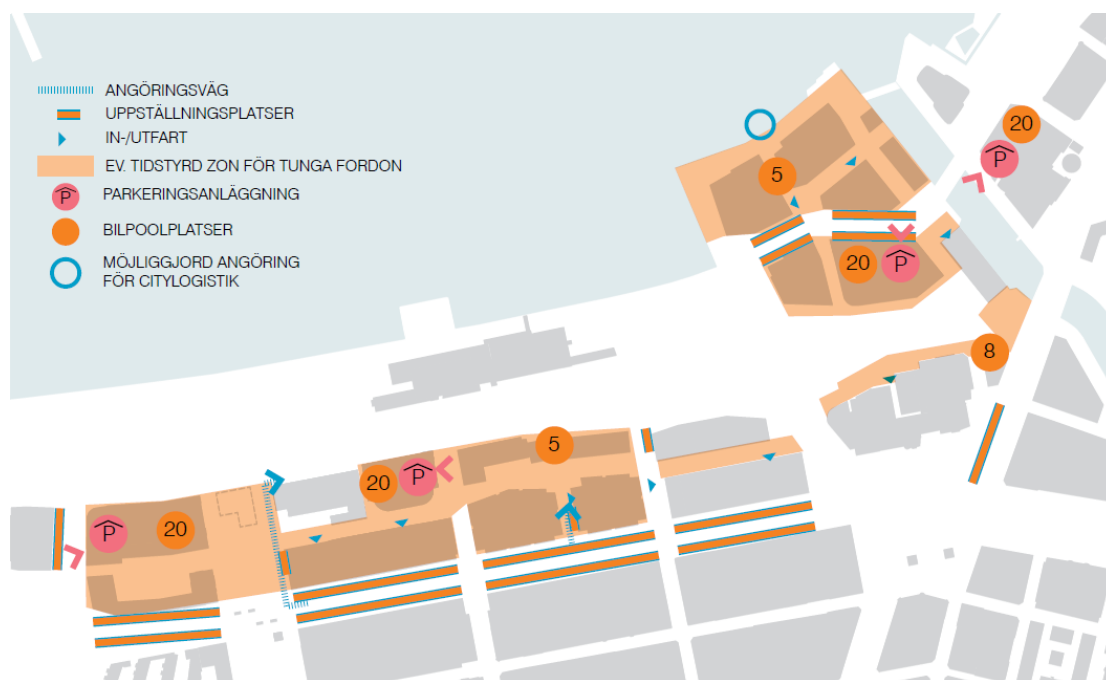 ANGÖRINGSVÄG
UPPSTÄLLNINGSPLATSER
IN-/UTFART
EV. TIDSTYRD ZON FÖR TUNGA FORDON
P
PARKERINGSANLÄGGNING
BILPOOLPLATSER
MÖJLIGGJORD ANGÖRING
FÖR CITYLOGISTIK
20
P
5
20
P
8
5
20
P
P
20